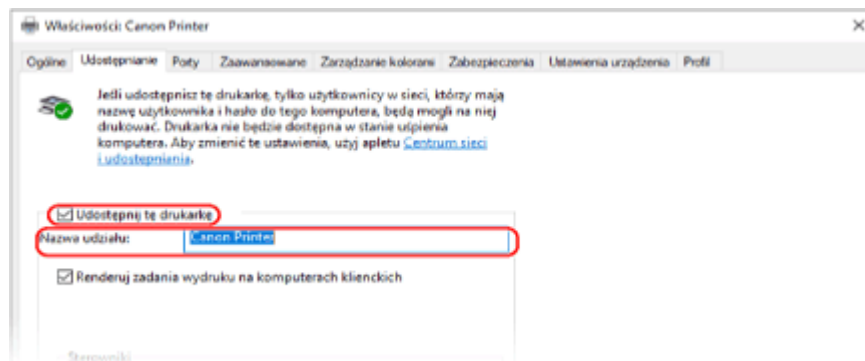 Właściwości: Canon Printer
Ogólne Udostępnianie Porty Zaawansowane Zarządzanie kolorami Zabezpieczenia Ustawienia urządzenia Profil
Jeśli udostępnisz tę drukarkę, tylko użytkownicy w sieci, którzy mają
nazwę użytkownika i hasło do tego komputera, będą mogli na niej
drukować. Drukarka nie będzie dostępna w stanie uśpienia
komputera. Aby zmienić te ustawienia, użyj apletu Centrum sieci
i udostępniania.
Udostępnij tę drukarkę
Nazwa udziału: Canon Printer
Renderuj zadania wydruku na komputerach klienckich
Sterowniki